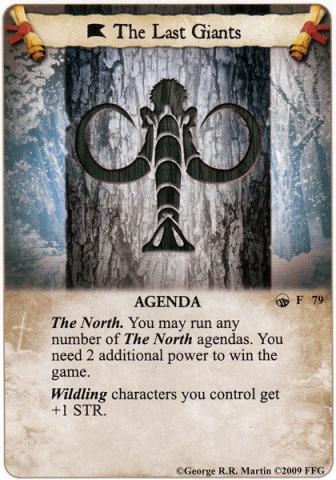 The Last Giants
AGENDA
F 79
The North. You may run any
number of The North agendas. You
need 2 additional power to win the
game.
Wildling characters you control get
+1 STR.
©George R.R. Martin ©2009 FFG